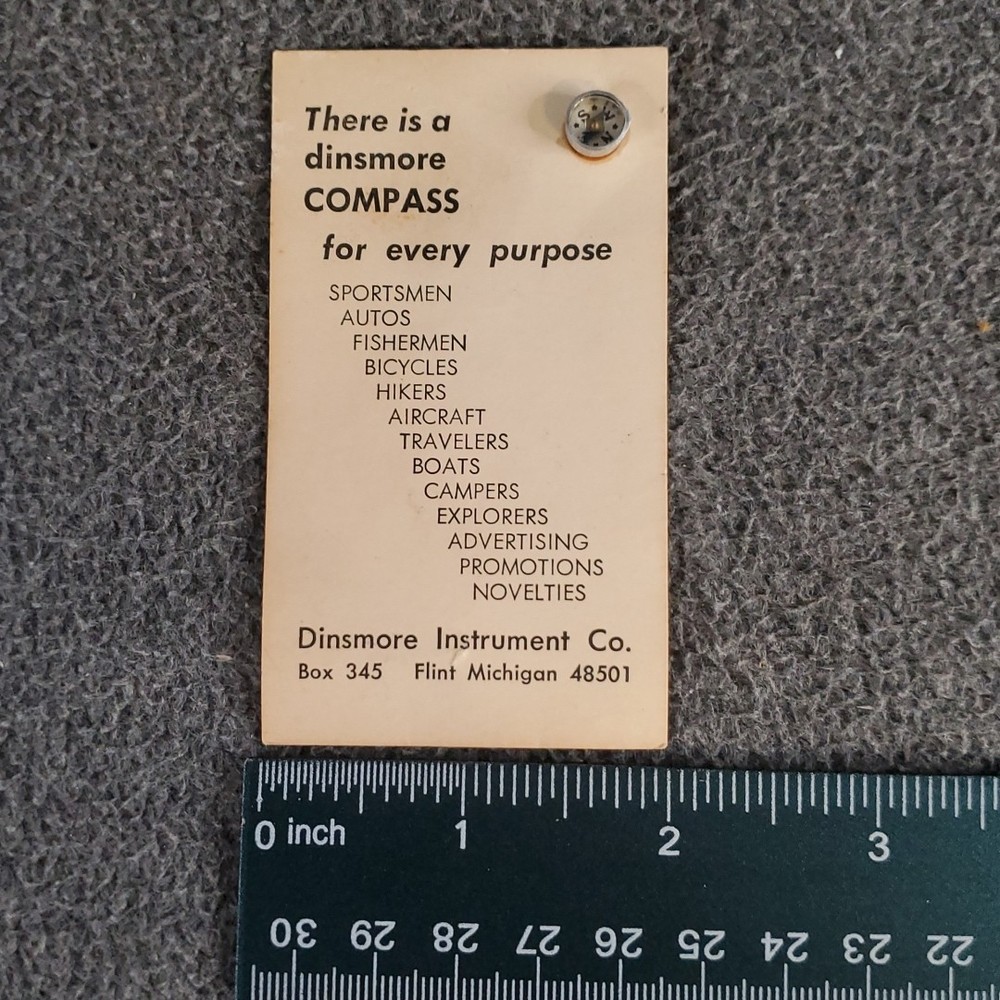 There is a
dinsmore
COMPASS
for every purpose
SPORTSMEN
AUTOS
FISHERMEN
BICYCLES
HIKERS
AIRCRAFT
TRAVELERS
BOATS
CAMPERS
EXPLORERS
ADVERTISING
PROMOTIONS
NOVELTIES
Dinsmore Instrument Co.
Box 345 Flint Michigan 48501
0 inch 1 2 3
30 29 28 27 26 25 24 23 22